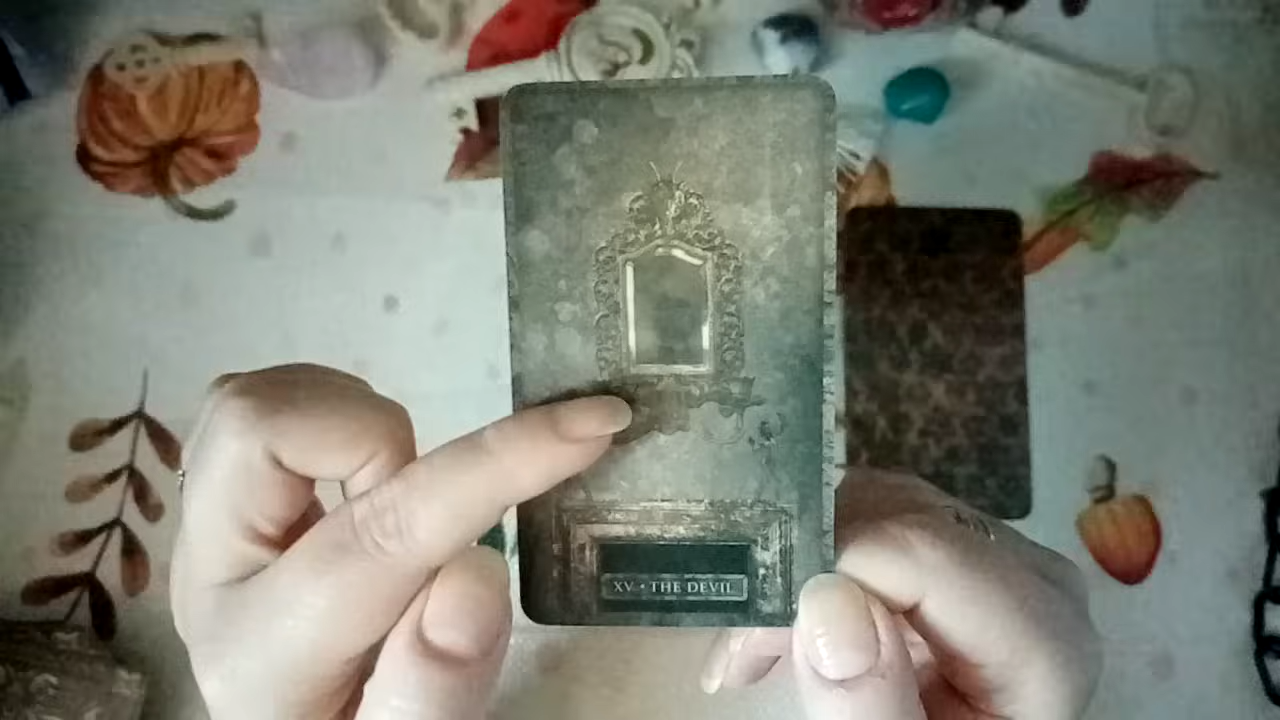 XV • THE DEVIL